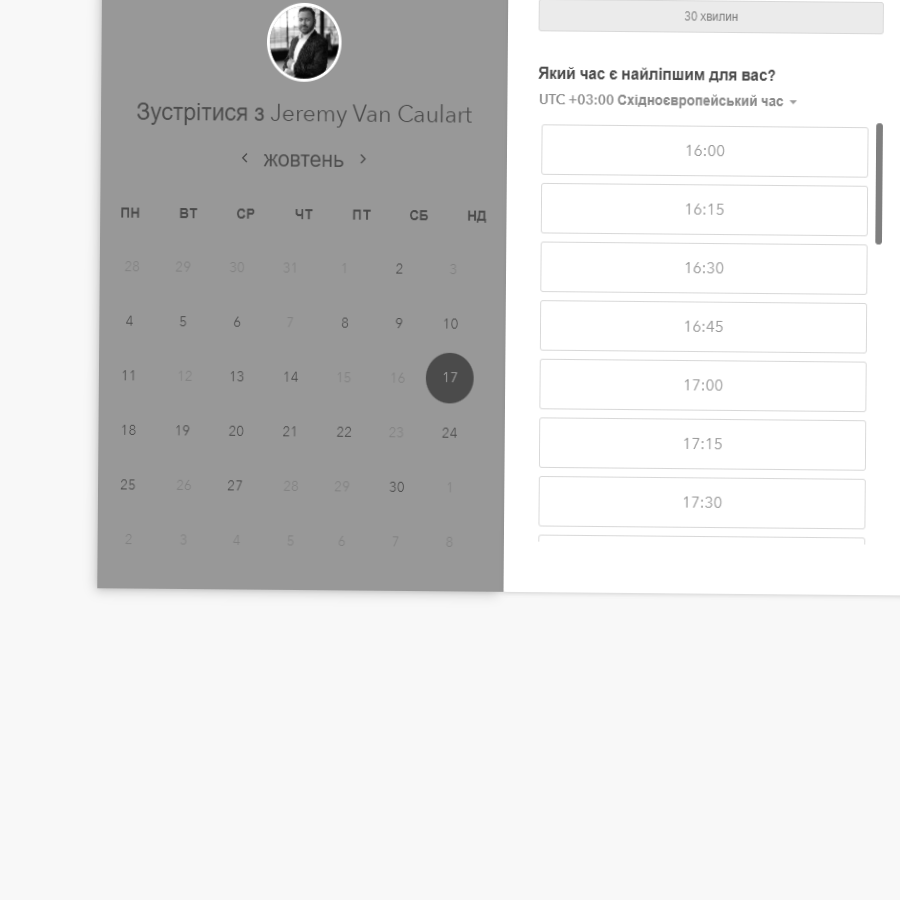 Зустрітися з Jeremy Van Caulart
жовтень
ПН ВТ СР ЧТ ПТ СБ НД
28 29 30 31 1 2 3
4 5 6 7 8 9 10
11 12 13 14 15 16 17
18 19 20 21 22 23 24
25 26 27 28 29 30 1
2 3 4 5 6 7 8
30 хвилин
Який час є найліпшим для вас?
UTC +03:00 Східноєвропейський час
16:00
16:15
16:30
16:45
17:00
17:15
17:30